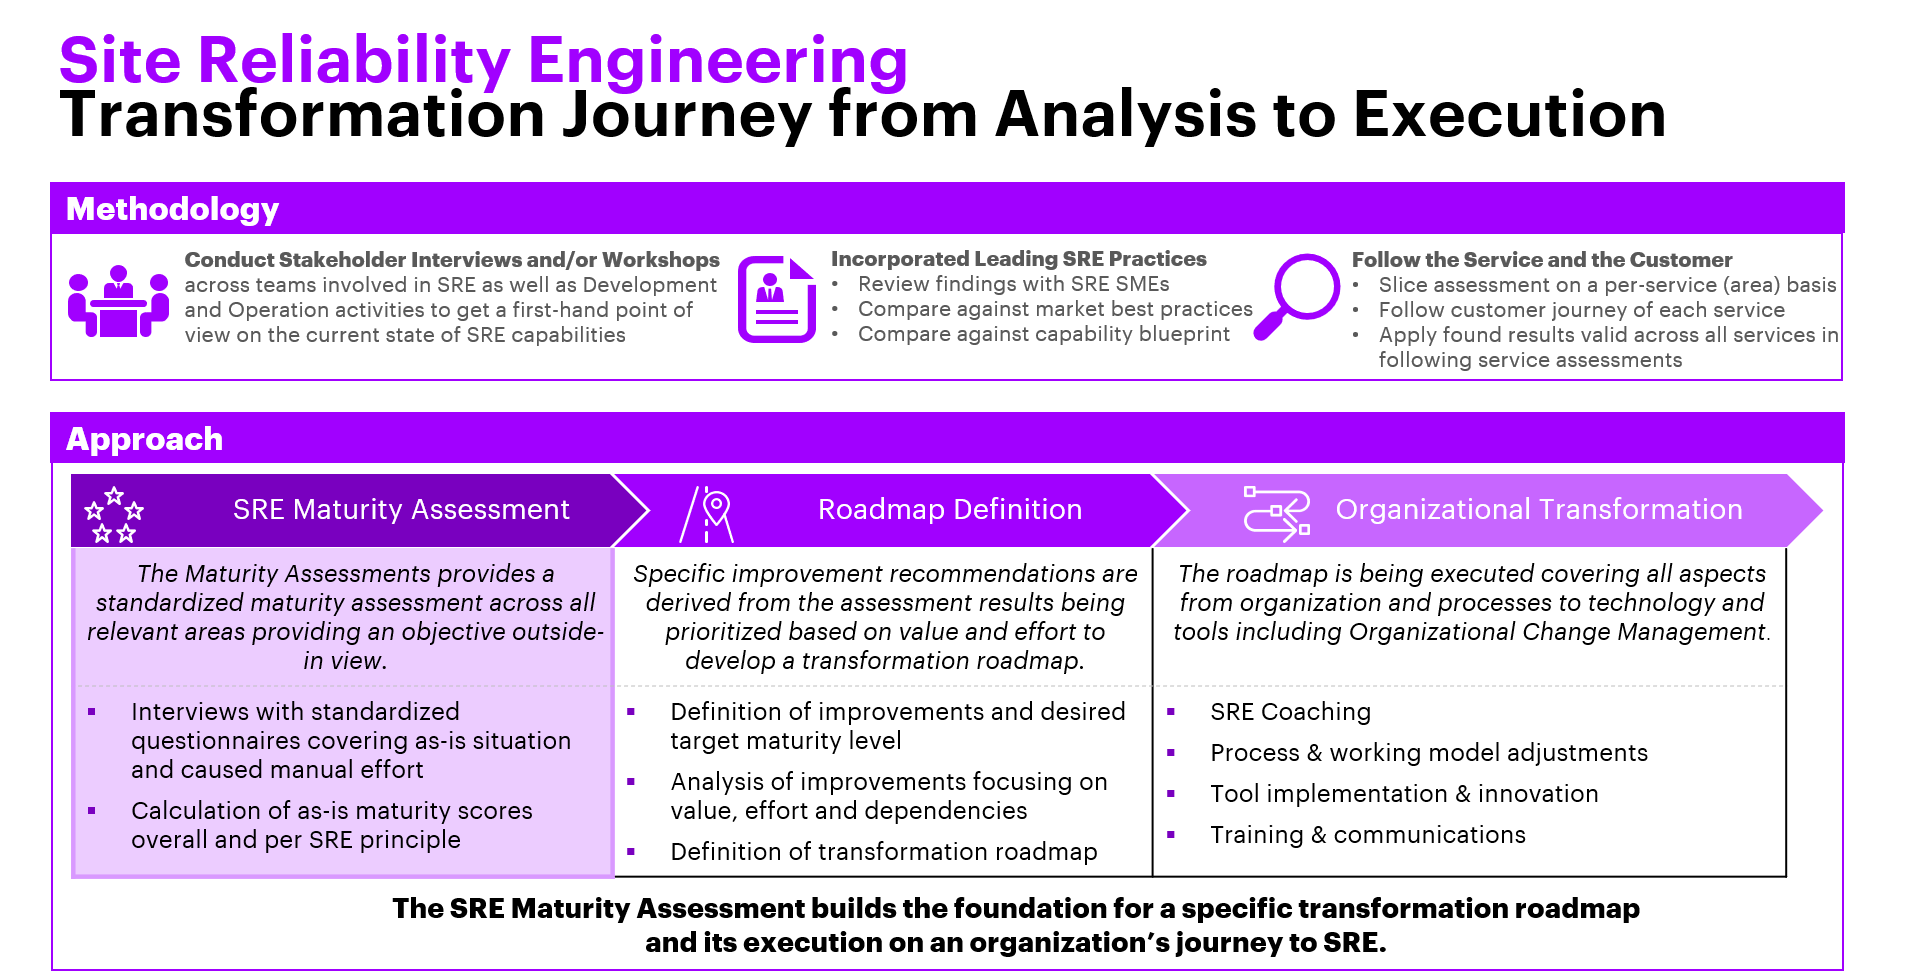 Site Reliability Engineering
Transformation Journey from Analysis to Execution
Methodology
Conduct Stakeholder Interviews and/or Workshops
across teams involved in SRE as well as Development
and Operation activities to get a first-hand point of
view on the current state of SRE capabilities
Incorporated Leading SRE Practices
• Review findings with SRE SMEs
• Compare against market best practices
• Compare against capability blueprint
Follow the Service and the Customer
• Slice assessment on a per-service (area) basis
• Follow customer journey of each service
• Apply found results valid across all services in
following service assessments
Approach
SRE Maturity Assessment
The Maturity Assessments provides a
standardized maturity assessment across all
relevant areas providing an objective outside-
in view.
▪ Interviews with standardized
questionnaires covering as-is situation
and caused manual effort
▪ Calculation of as-is maturity scores
overall and per SRE principle
Roadmap Definition
Specific improvement recommendations are
derived from the assessment results being
prioritized based on value and effort to
develop a transformation roadmap.
▪ Definition of improvements and desired
target maturity level
▪ Analysis of improvements focusing on
value, effort and dependencies
▪ Definition of transformation roadmap
Organizational Transformation
The roadmap is being executed covering all aspects
from organization and processes to technology and
tools including Organizational Change Management.
▪ SRE Coaching
▪ Process & working model adjustments
▪ Tool implementation & innovation
▪ Training & communications
The SRE Maturity Assessment builds the foundation for a specific transformation roadmap
and its execution on an organization’s journey to SRE.